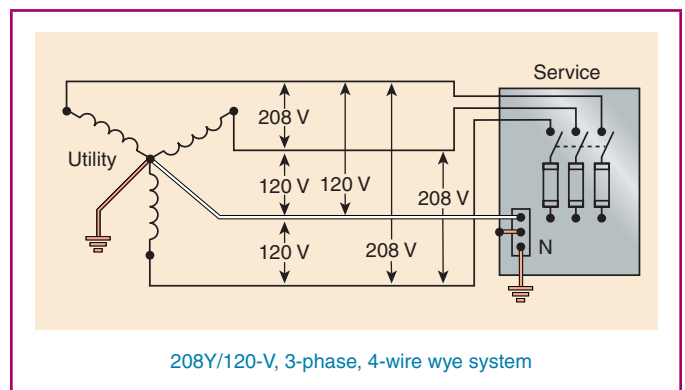 Service
208 V
Utility
120 V
120 V
208 V
120 V
208 V
N
208Y/120-V, 3-phase, 4-wire wye system